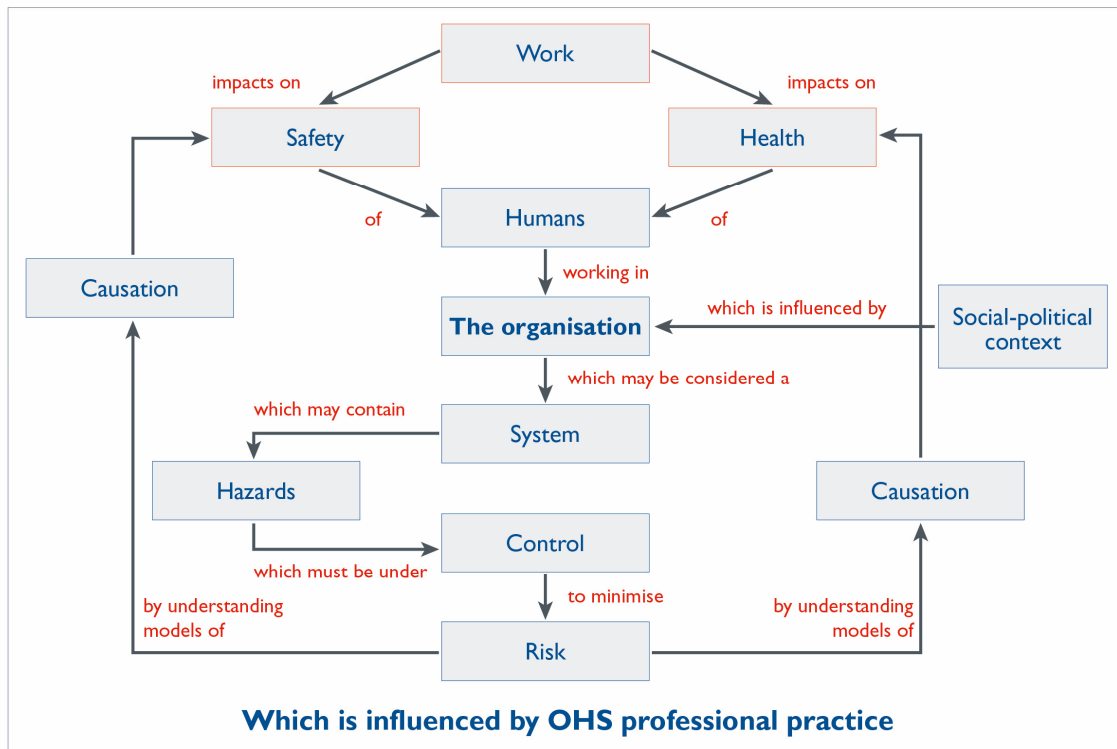 Work
impacts on
impacts on
Safety
Health
of
Humans
of
working in
Causation
The organisation
which is influenced by
Social-political
context
which may be considered a
which may contain
System
Hazards
Causation
Control
which must be under
to minimise
by understanding
models of
by understanding
models of
Risk
Which is influenced by OHS professional practice